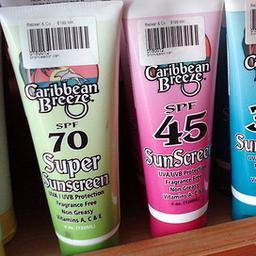 Caribbean
Breeze
SPF
70
Super
Sunscreen
UVA / UVB Protection
Fragrance Free
Non Greasy
Vitamins A, C & E
Caribbean
Breeze
SPF
45
SunScreen
UVA/UVB Protection
Fragrance Free
Non Greasy
Vitamins A, C & E